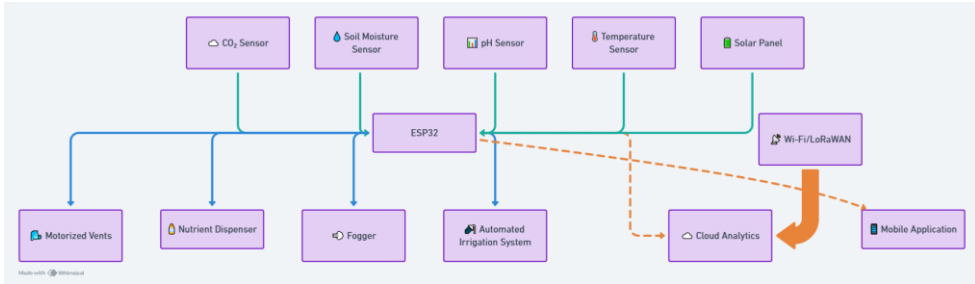 CO₂ Sensor
Soil Moisture
Sensor
pH Sensor
Temperature
Sensor
Solar Panel
ESP32
Wi-Fi/LoRaWAN
Motorized Vents
Nutrient Dispenser
Fogger
Automated
Irrigation System
Cloud Analytics
Mobile Application
Made with Whimsical